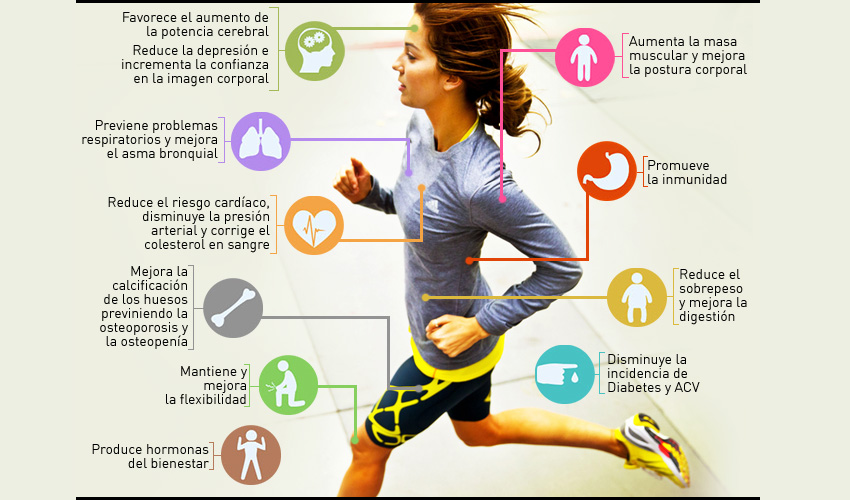 Favorece el aumento de
la potencia cerebral
Reduce la depresión e
incrementa la confianza
en la imagen corporal
Previene problemas
respiratorios y mejora
el asma bronquial
Reduce el riesgo cardíaco,
disminuye la presión
arterial y corrige el
colesterol en sangre
Mejora la
calcificación
de los huesos
previniendo la
osteoporosis y
la osteopenía
Mantiene y
mejora
la flexibilidad
Produce hormonas
del bienestar
Aumenta la masa
muscular y mejora
la postura corporal
Promueve
la inmunidad
Reduce el
sobrepeso
y mejora la
digestión
Disminuye la
incidencia de
Diabetes y ACV